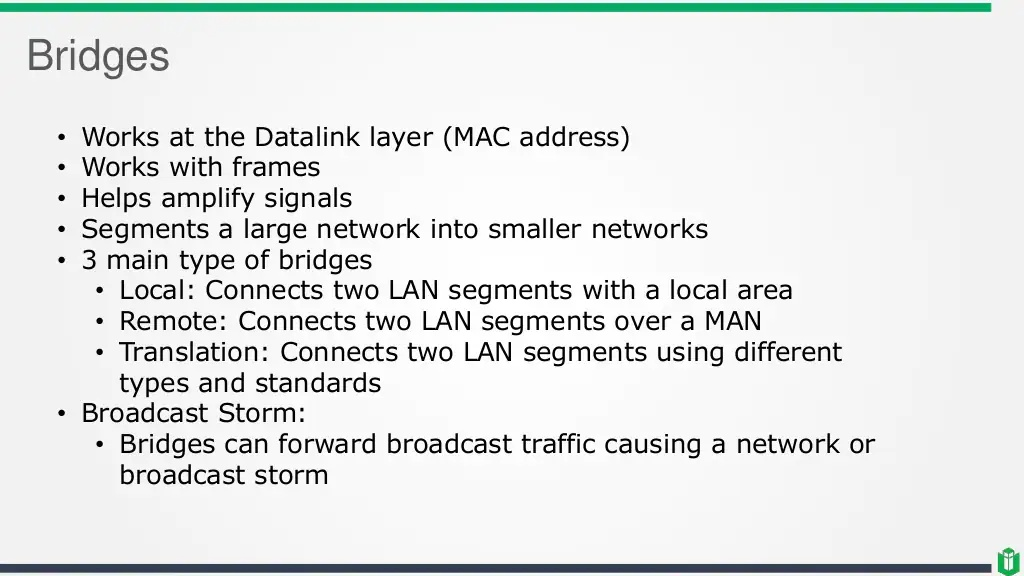 Bridges
• Works at the Datalink layer (MAC address)
• Works with frames
• Helps amplify signals
• Segments a large network into smaller networks
• 3 main type of bridges
• Local: Connects two LAN segments with a local area
• Remote: Connects two LAN segments over a MAN
• Translation: Connects two LAN segments using different
types and standards
• Broadcast Storm:
• Bridges can forward broadcast traffic causing a network or
broadcast storm